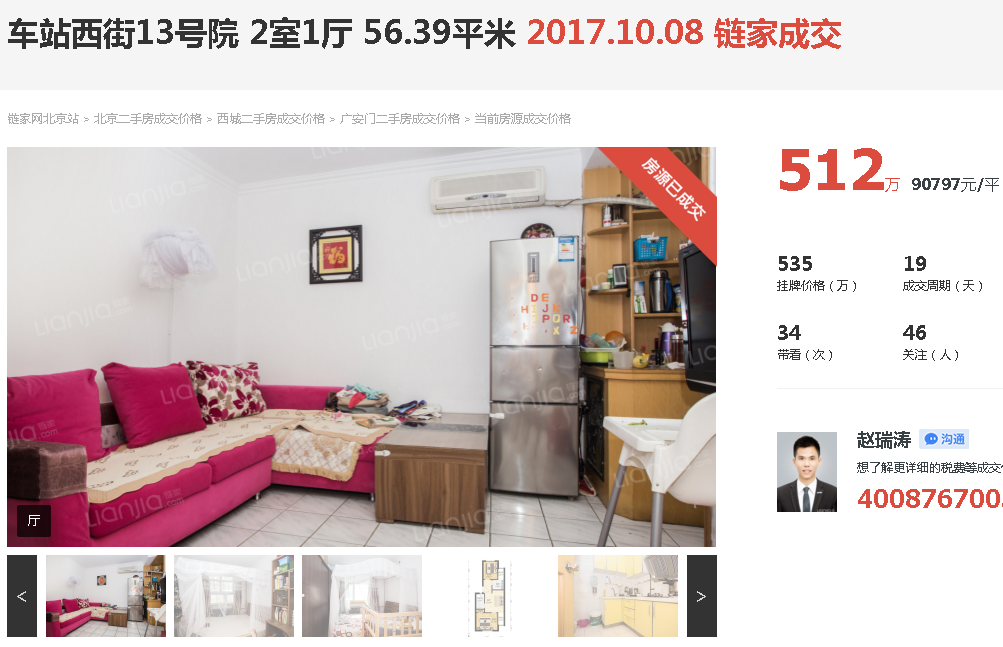 车站西街13号院 2室1厅 56.39平米 2017.10.08 链家成交
链家网北京站 > 北京二手房成交价格 > 西城二手房成交价格 > 广安门二手房成交价格 > 当前房源成交价格
房源已成交
512万 90797元/平
535 19
挂牌价格（万） 成交周期（天）
34 46
带看（次） 关注（人）
赵瑞涛 沟通
想了解更详细的税费等成交
400876700
厅
< >
Lianjia